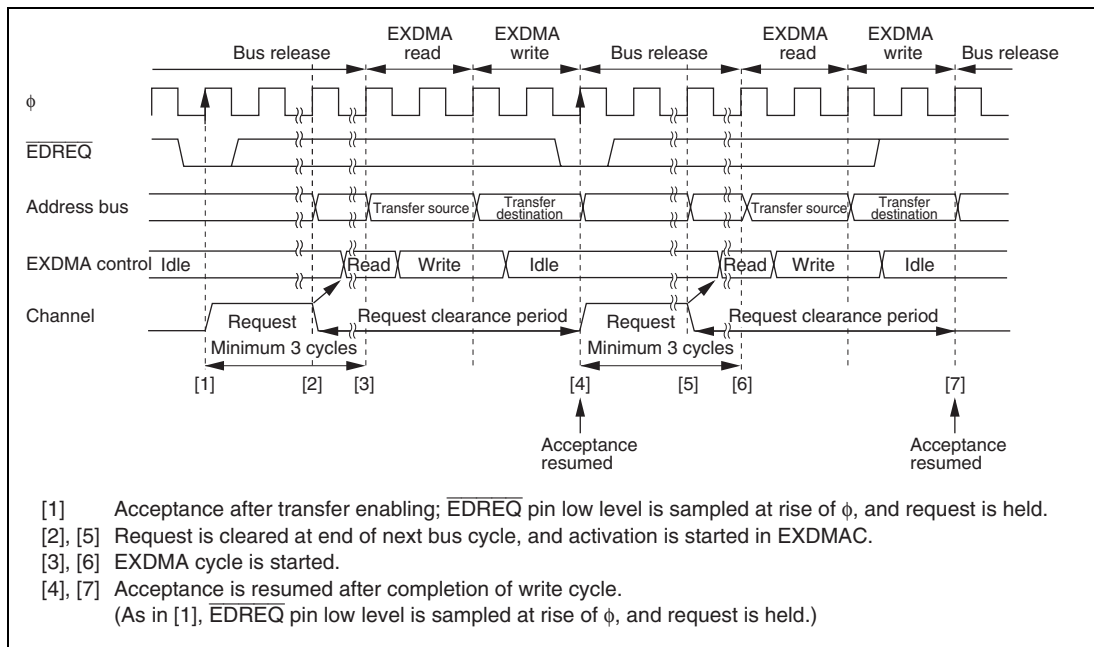 EXDMA EXDMA EXDMA EXDMA
Bus release read write Bus release read write Bus release
ϕ
EDREQ
Address bus Transfer source Transfer destination Transfer source Transfer destination
EXDMA control Idle Read Write Idle Read Write Idle
Channel Request Request clearance period Request Request clearance period
Minimum 3 cycles Minimum 3 cycles
[1] [2] [3] [4] [5] [6] [7]
Acceptance resumed Acceptance resumed
[1] Acceptance after transfer enabling; EDREQ pin low level is sampled at rise of ϕ, and request is held.
[2], [5] Request is cleared at end of next bus cycle, and activation is started in EXDMAC.
[3], [6] EXDMA cycle is started.
[4], [7] Acceptance is resumed after completion of write cycle.
(As in [1], EDREQ pin low level is sampled at rise of ϕ, and request is held.)